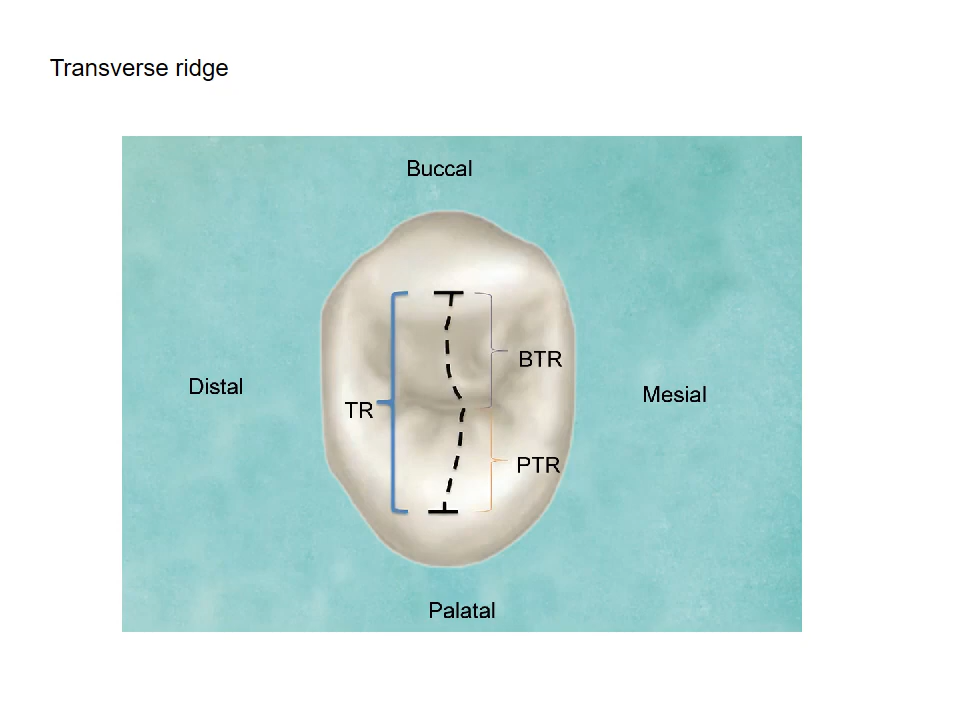 Transverse ridge
Buccal
BTR
Distal
Mesial
TR
PTR
Palatal